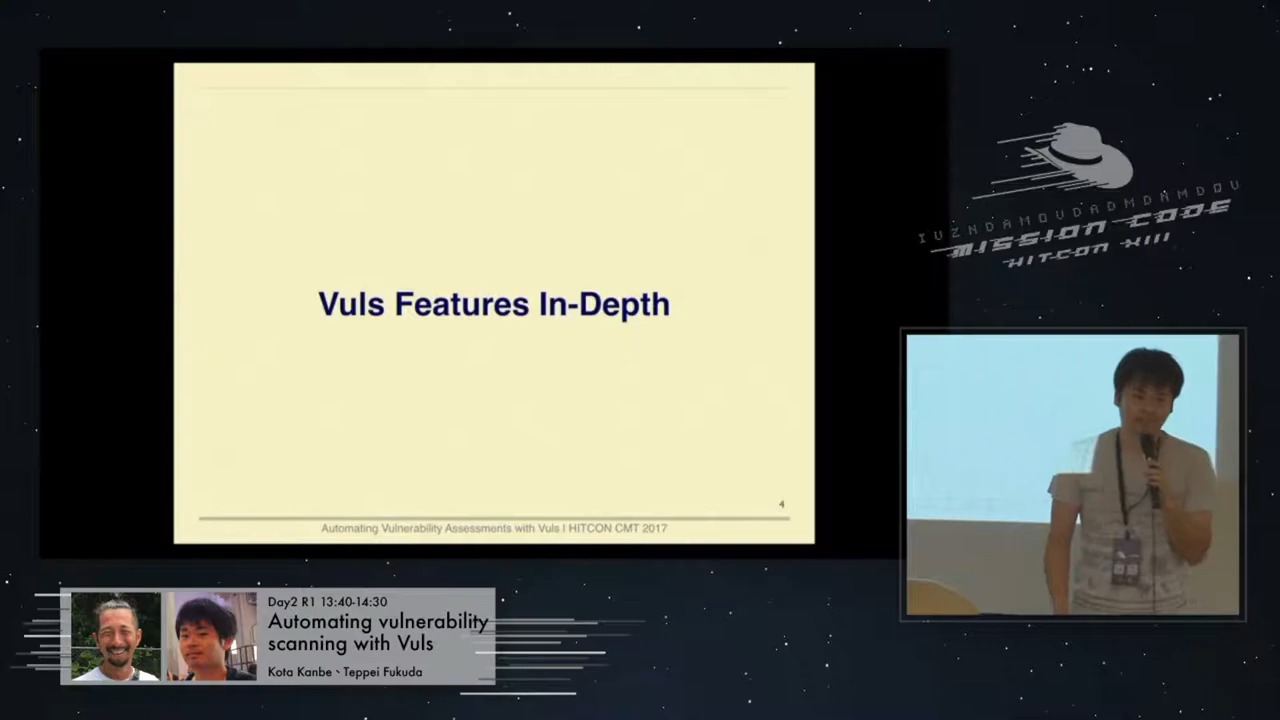 Vuls Features In-Depth
4
Automating Vulnerability Assessments with Vuls | HITCON CMT 2017
IUZNDAMQUDADMDAMDQU
MISSION CODE
HITCON XIII
Day2 R1 13:40-14:30
Automating vulnerability
scanning with Vuls
Kota Kanbe、Teppei Fukuda